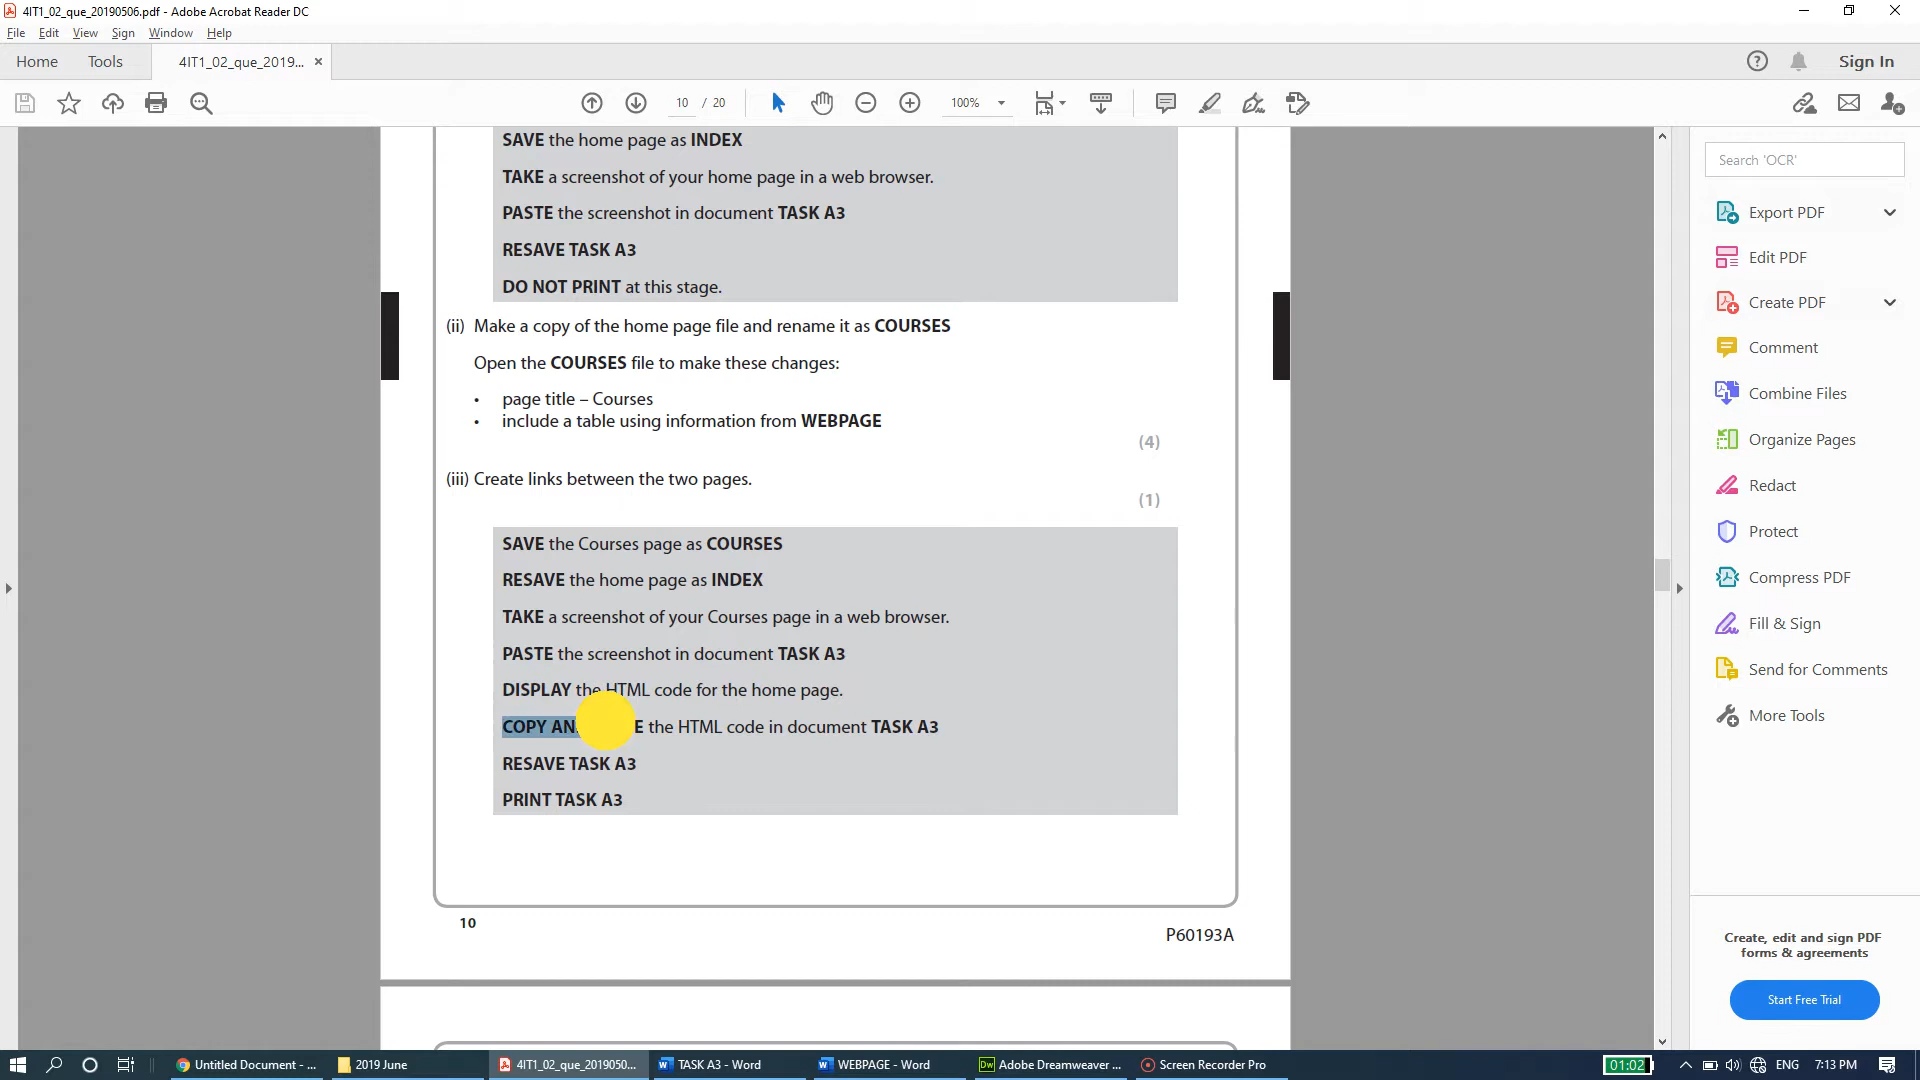 4IT1_02_que_20190506.pdf - Adobe Acrobat Reader DC
File Edit View Sign Window Help
Home Tools 4IT1_02_que_2019... × Sign In
10 / 20 100%
SAVE the home page as INDEX
TAKE a screenshot of your home page in a web browser.
PASTE the screenshot in document TASK A3
RESAVE TASK A3
DO NOT PRINT at this stage.
(ii) Make a copy of the home page file and rename it as COURSES
Open the COURSES file to make these changes:
• page title – Courses
• include a table using information from WEBPAGE
(4)
(iii) Create links between the two pages.
(1)
SAVE the Courses page as COURSES
RESAVE the home page as INDEX
TAKE a screenshot of your Courses page in a web browser.
PASTE the screenshot in document TASK A3
DISPLAY the HTML code for the home page.
COPY the HTML code in document TASK A3
RESAVE TASK A3
PRINT TASK A3
10
P60193A
Search 'OCR'
Export PDF
Edit PDF
Create PDF
Comment
Combine Files
Organize Pages
Redact
Protect
Compress PDF
Fill & Sign
Send for Comments
More Tools
Create, edit and sign PDF
forms & agreements
Start Free Trial
Untitled Document - ... 2019 June 4IT1_02_que_2019050... TASK A3 - Word WEBPAGE - Word Adobe Dreamweaver ... Screen Recorder Pro 01:02 ENG 7:13 PM